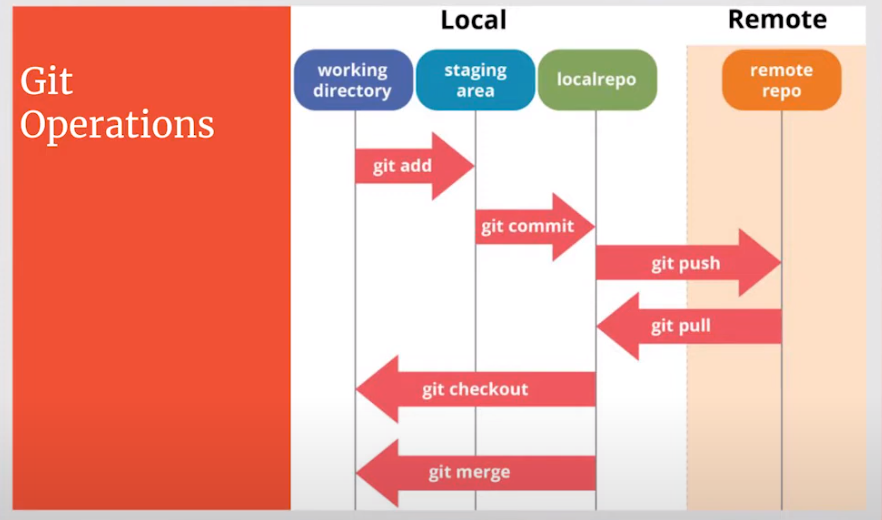 Git
Operations
Local
Remote
working
directory
staging
area
localrepo
remote
repo
git add
git commit
git push
git pull
git checkout
git merge